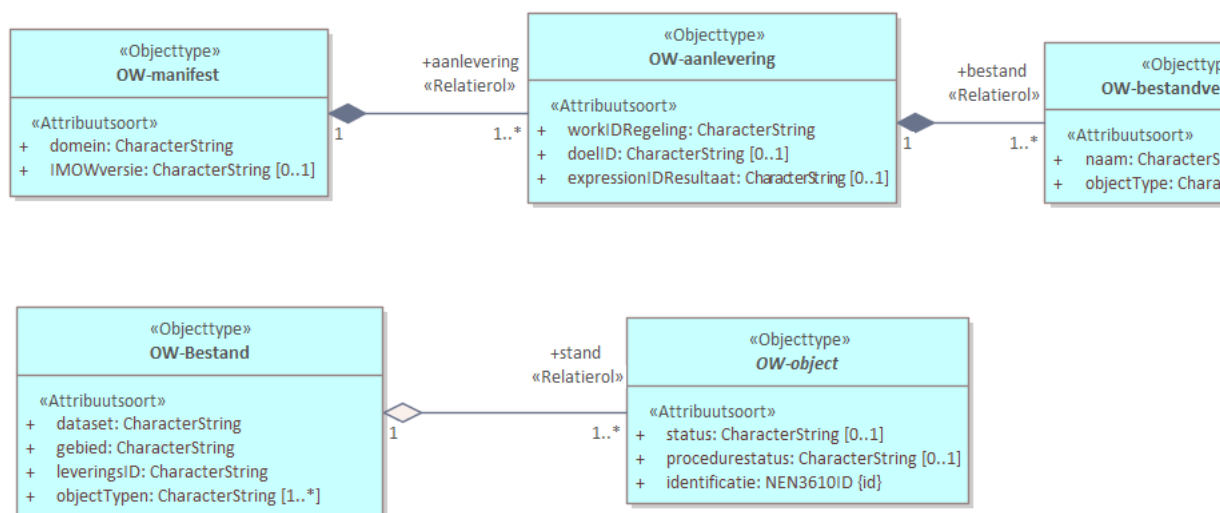 «Objecttype»
OW-manifest
«Attribuutsoort»
+ domein: CharacterString
+ IMOWversie: CharacterString [0..1]
+aanlevering
«Relatierol»
1
1..*
«Objecttype»
OW-aanlevering
«Attribuutsoort»
+ workIDRegeling: CharacterString
+ doelID: CharacterString [0..1]
+ expressionIDResultaat: CharacterString [0..1]
+bestand
«Relatierol»
1
1..*
«Objecttyp
OW-bestandve
«Attribuutsoort»
+ naam: CharacterS
+ objectType: Chara
«Objecttype»
OW-Bestand
«Attribuutsoort»
+ dataset: CharacterString
+ gebied: CharacterString
+ leveringsID: CharacterString
+ objectTypen: CharacterString [1..*]
+stand
«Relatierol»
1
1..*
«Objecttype»
OW-object
«Attribuutsoort»
+ status: CharacterString [0..1]
+ procedurestatus: CharacterString [0..1]
+ identificatie: NEN3610ID {id}